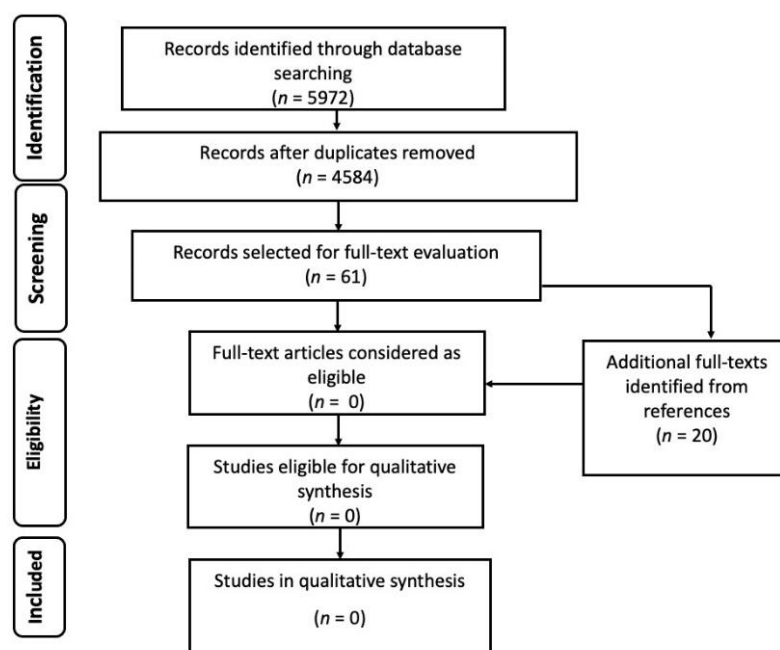 Identification
Records identified through database
searching
(n = 5972)
Records after duplicates removed
(n = 4584)
Screening
Records selected for full-text evaluation
(n = 61)
Eligibility
Full-text articles considered as
eligible
(n = 0)
Additional full-texts
identified from
references
(n = 20)
Studies eligible for qualitative
synthesis
(n = 0)
Included
Studies in qualitative synthesis
(n = 0)